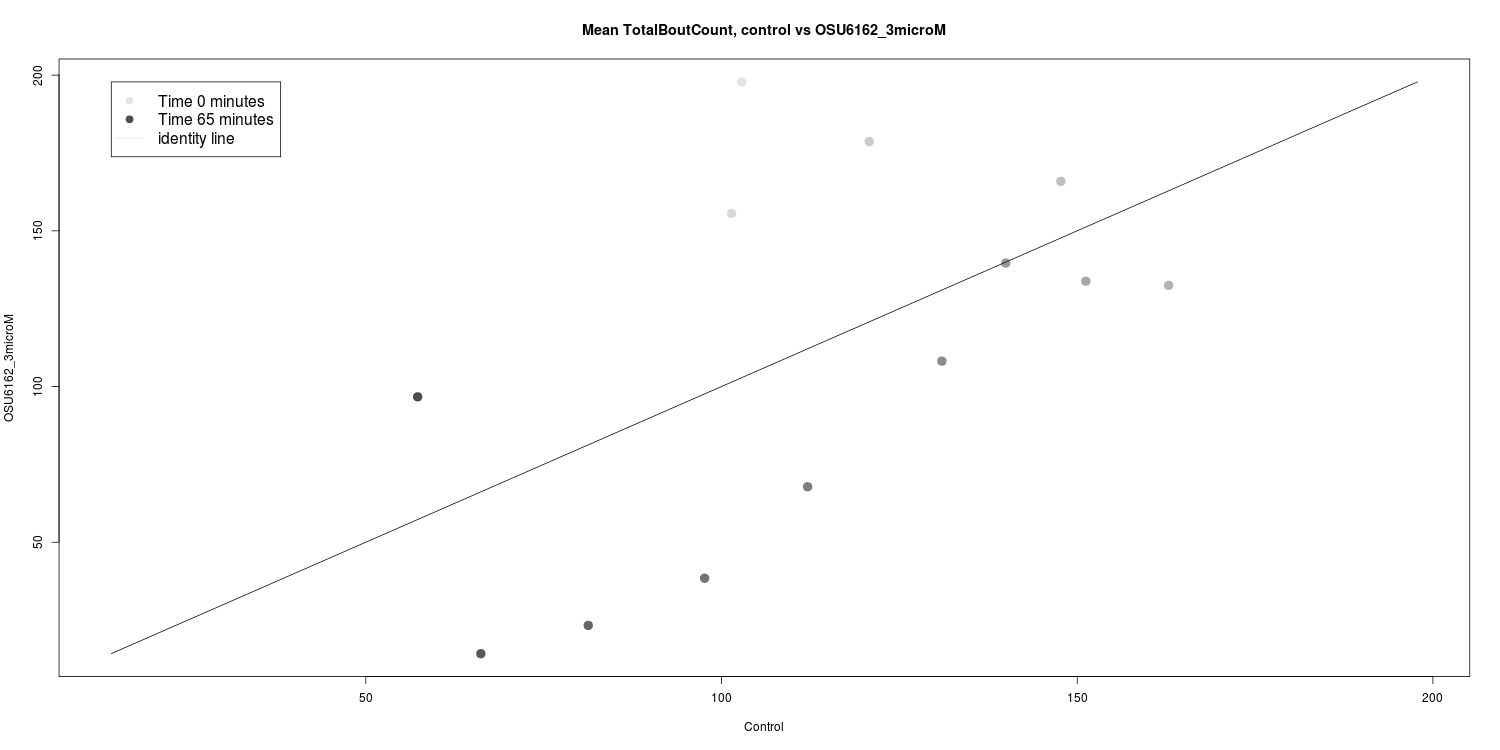 Mean TotalBoutCount, control vs OSU6162_3microM
Time 0 minutes
Time 65 minutes
identity line
OSU6162_3microM
200
150
100
50
50
100
150
200
Control